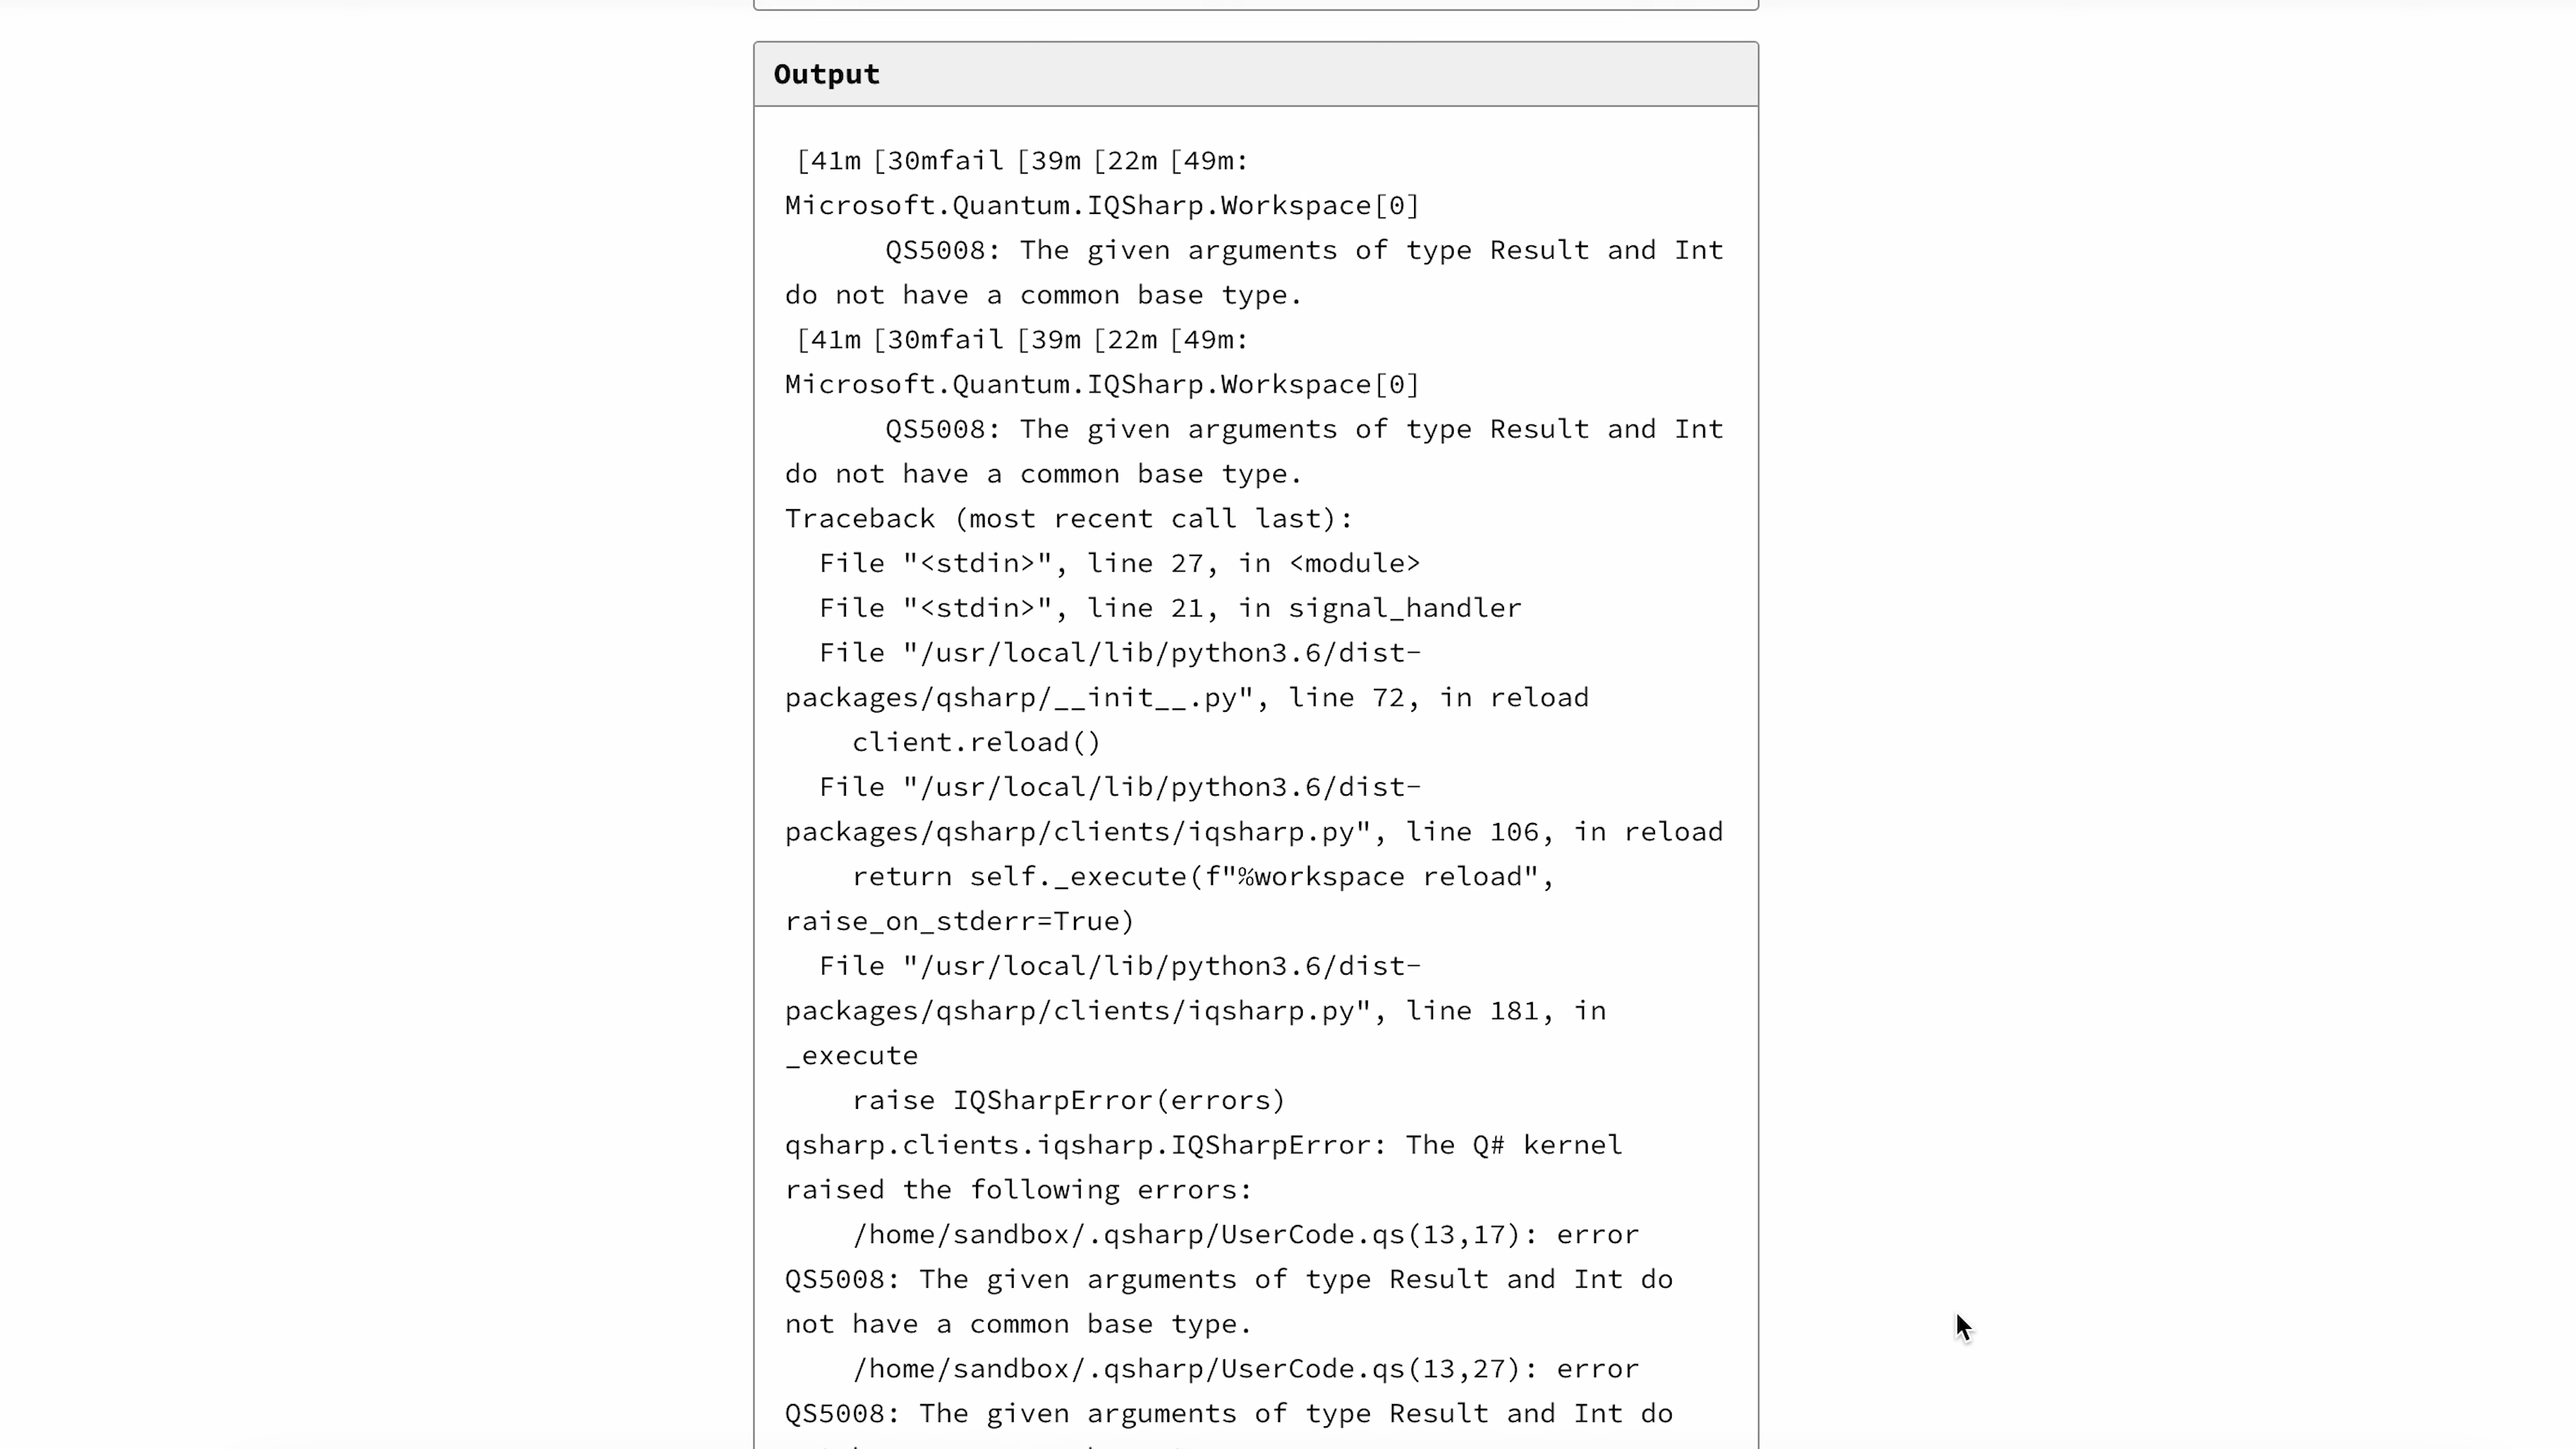 Output
[41m [30mfail [39m [22m [49m:
Microsoft.Quantum.IQSharp.Workspace[0]
      QS5008: The given arguments of type Result and Int
do not have a common base type.
[41m [30mfail [39m [22m [49m:
Microsoft.Quantum.IQSharp.Workspace[0]
      QS5008: The given arguments of type Result and Int
do not have a common base type.
Traceback (most recent call last):
  File "<stdin>", line 27, in <module>
  File "<stdin>", line 21, in signal_handler
  File "/usr/local/lib/python3.6/dist-
packages/qsharp/__init__.py", line 72, in reload
    client.reload()
  File "/usr/local/lib/python3.6/dist-
packages/qsharp/clients/iqsharp.py", line 106, in reload
    return self._execute(f"%workspace reload",
raise_on_stderr=True)
  File "/usr/local/lib/python3.6/dist-
packages/qsharp/clients/iqsharp.py", line 181, in
_execute
    raise IQSharpError(errors)
qsharp.clients.iqsharp.IQSharpError: The Q# kernel
raised the following errors:
    /home/sandbox/.qsharp/UserCode.qs(13,17): error
QS5008: The given arguments of type Result and Int do
not have a common base type.
    /home/sandbox/.qsharp/UserCode.qs(13,27): error
QS5008: The given arguments of type Result and Int do